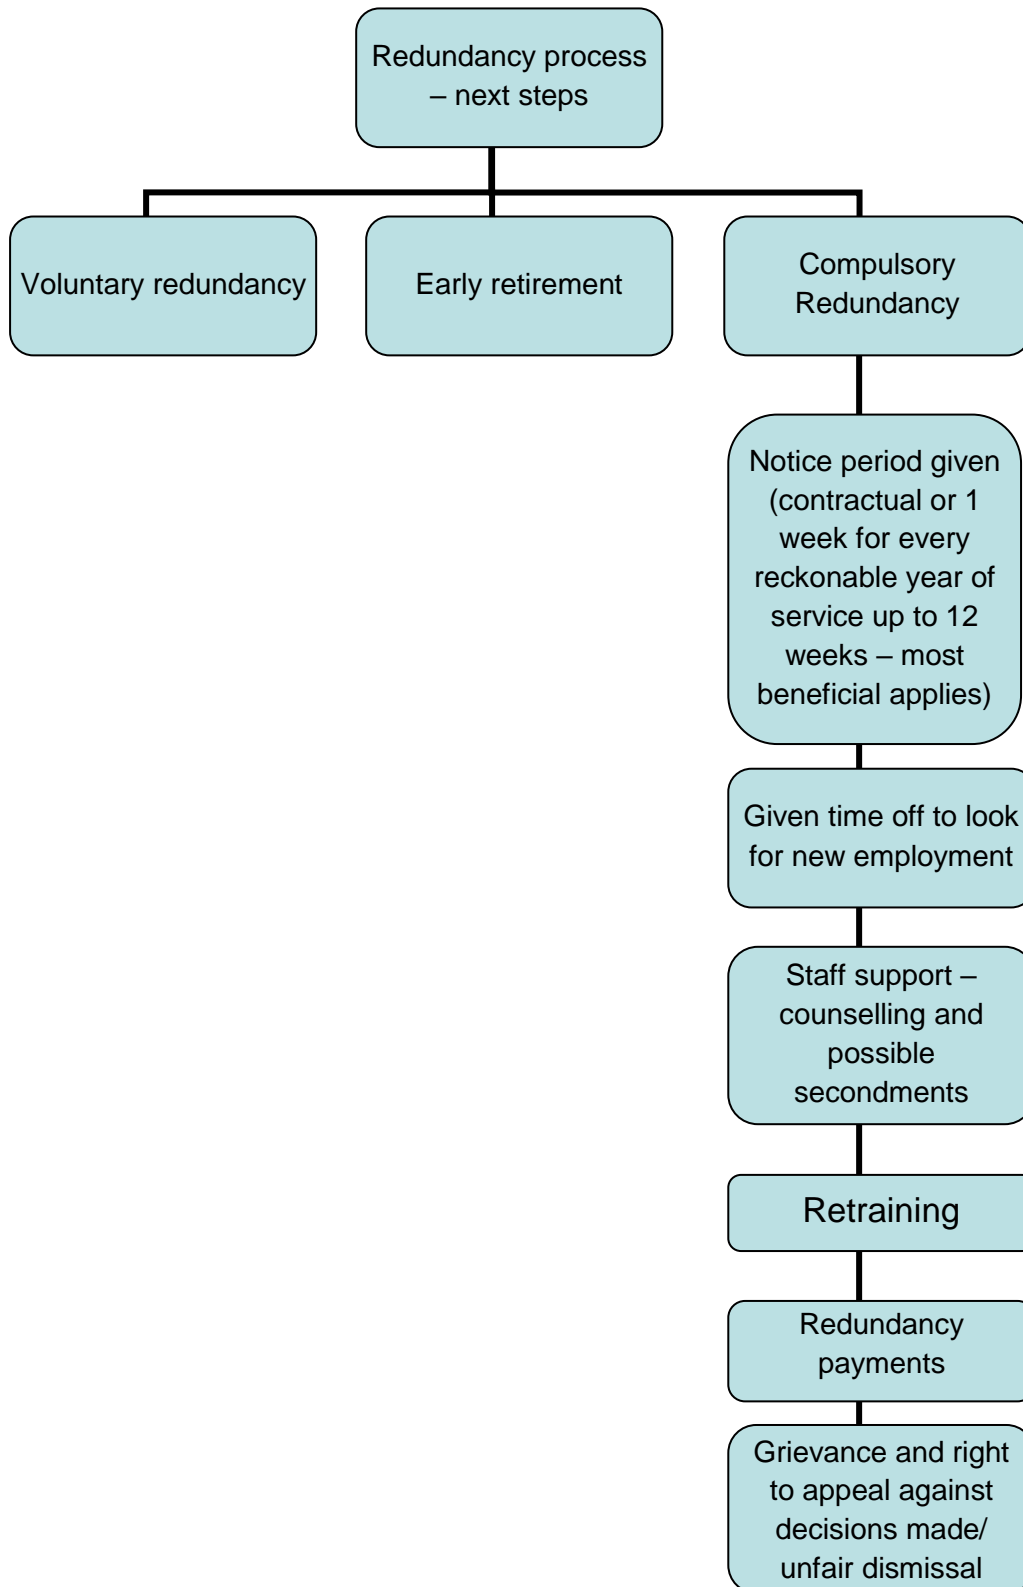 Redundancy process
– next steps
Voluntary redundancy
Early retirement
Compulsory
Redundancy
Notice period given
(contractual or 1
week for every
reckonable year of
service up to 12
weeks – most
beneficial applies)
Given time off to look
for new employment
Staff support –
counselling and
possible
secondments
Retraining
Redundancy
payments
Grievance and right
to appeal against
decisions made/
unfair dismissal